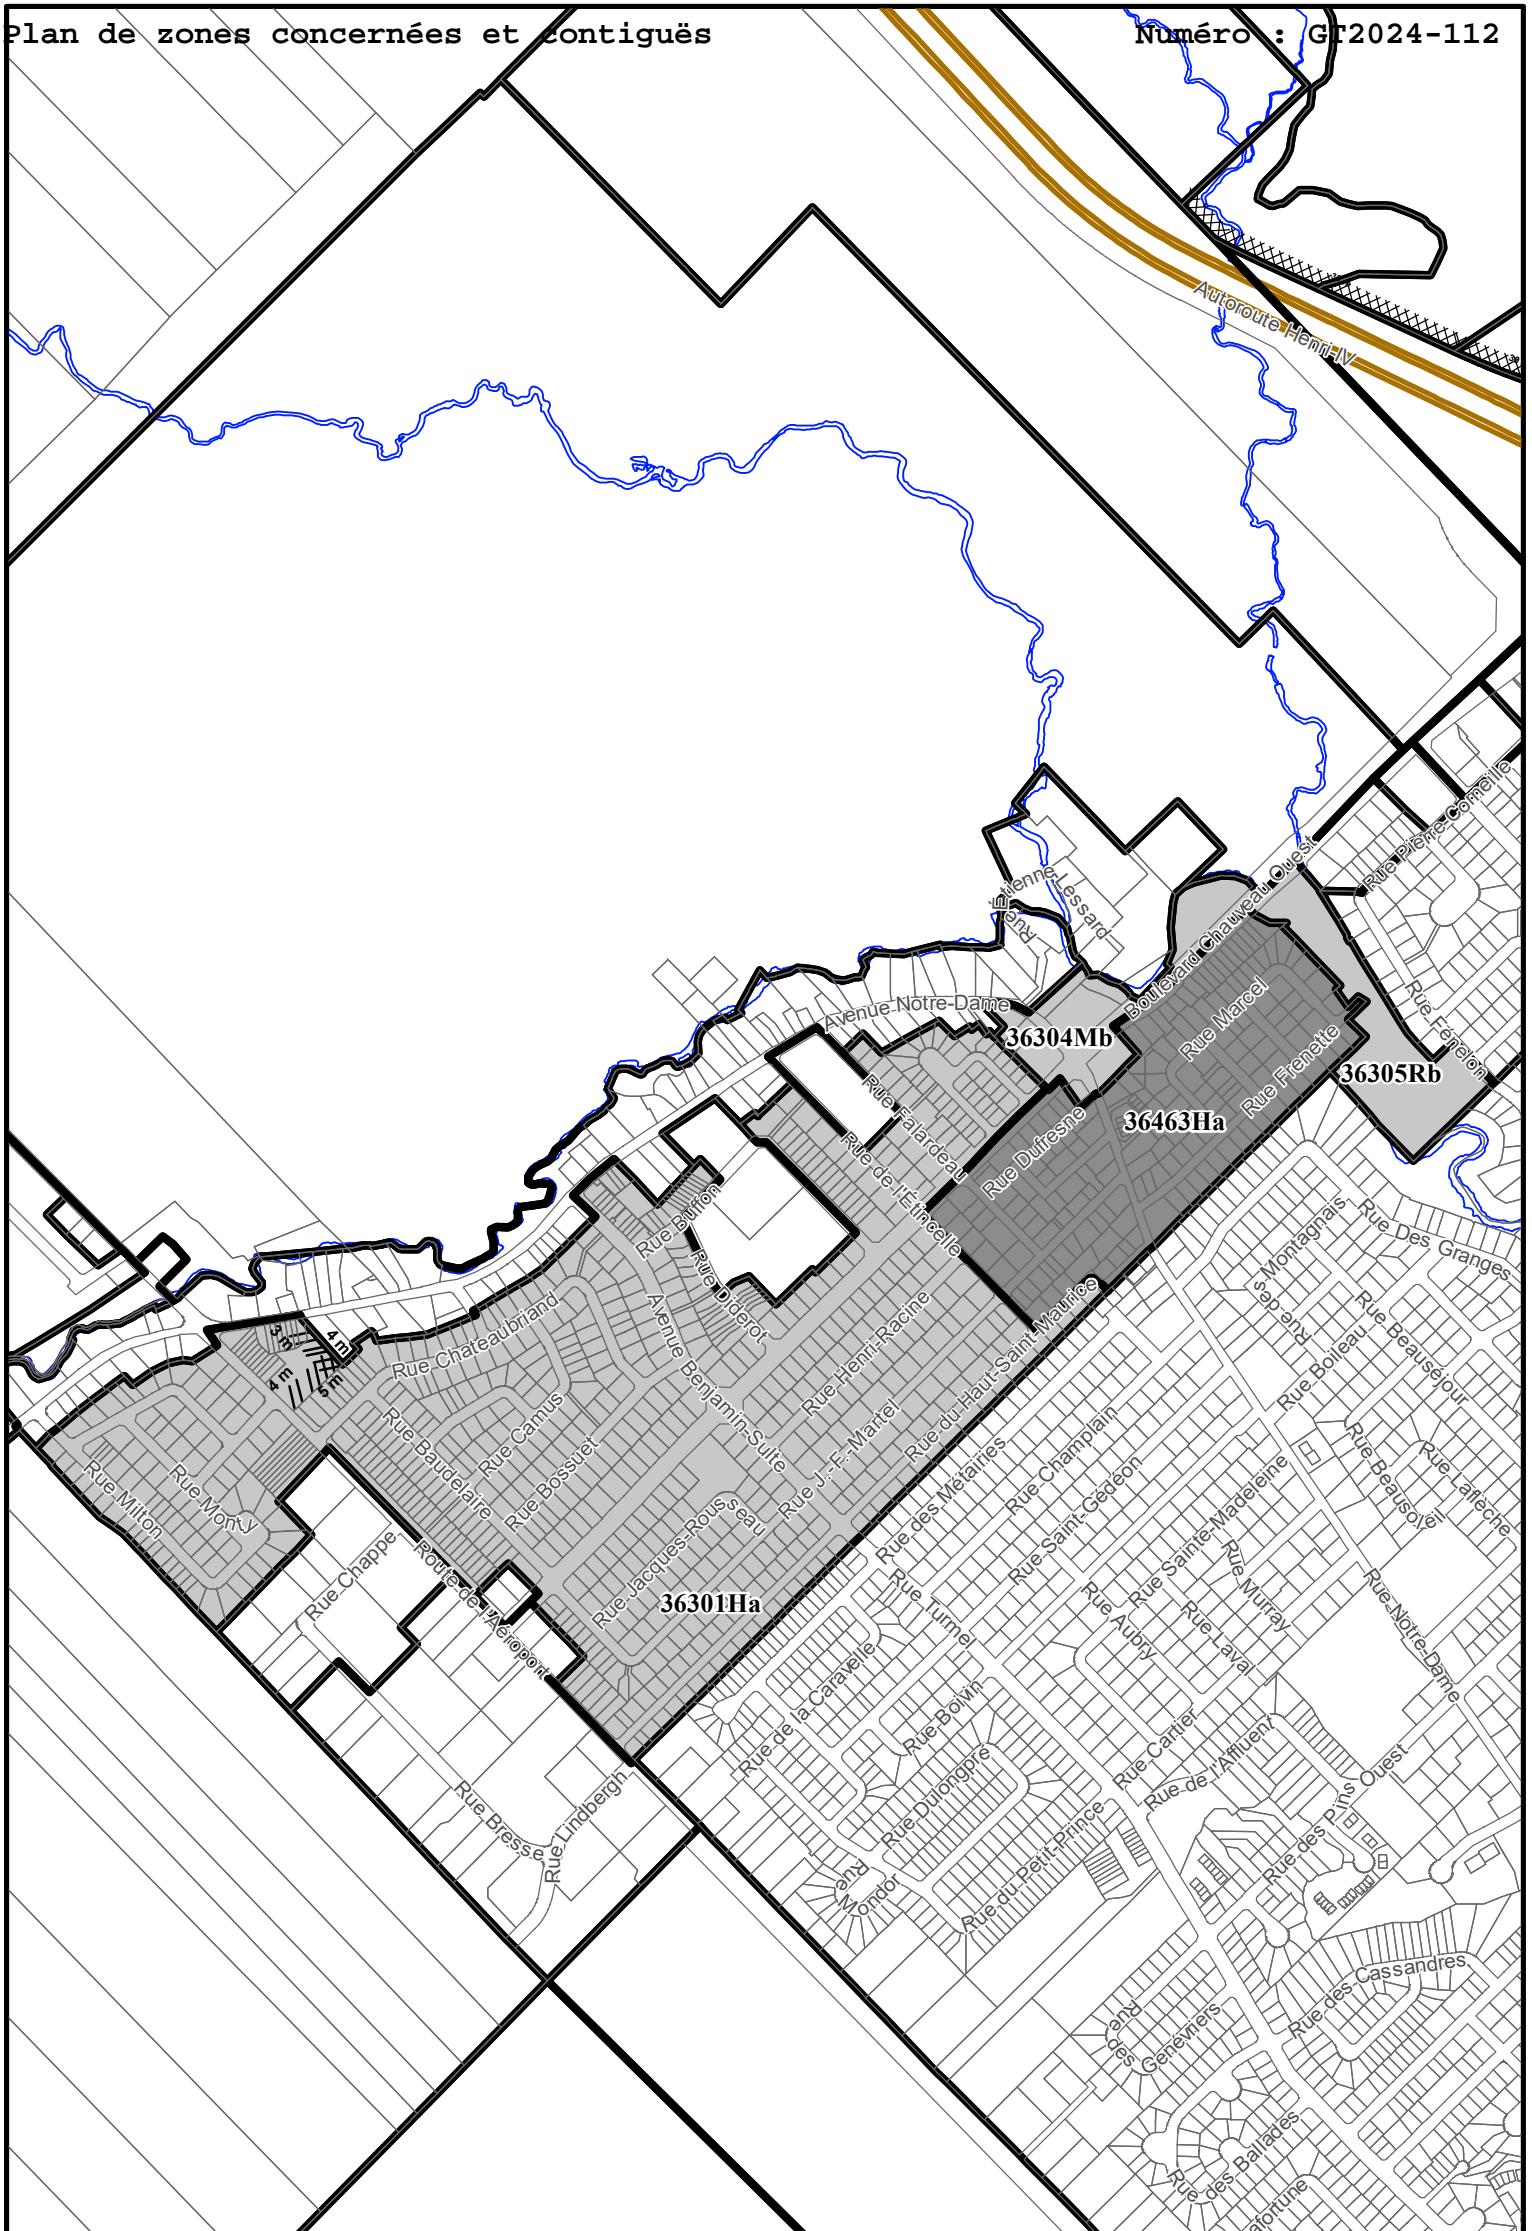 Plan de zones concernées et contiguës
Numéro : GT2024-112
Autoroute Henri-IV
Rue Pierre-Corneille
Boulevard Chauveau Ouest
Rue Étienne-Lessard
Avenue Notre-Dame
Rue Marcel
Rue Fénelon
36304Mb
Rue Frenette
36305Rb
Rue Falardeau
36463Ha
Rue Dufresne
Rue de l'Étincelle
Rue Buffon
Rue Des Granges
Rue des Montagnais
Rue Diderot
Rue du Haut-Saint-Maurice
Rue Beauséjour
Rue Chateaubriand
Avenue Benjamin-Sulte
Rue Henri-Racine
Rue Boileau
3 m
4 m
4 m
5 m
Rue Camus
Rue Baudelaire
Rue Bossuet
Rue J.-F.-Martel
Rue des Métairies
Rue Champlain
Rue Saint-Gédéon
Rue Sainte-Madeleine
Rue Beausoleil
Rue Laflèche
Rue Milton
Rue Monty
Rue Jacques-Rousseau
Rue Chappe
Route de l'Aéroport
36301Ha
Rue Turmel
Rue Aubry
Rue Murray
Rue Laval
Rue Notre-Dame
Rue de la Caravelle
Rue Boivin
Rue Cartier
Rue de l'Affluent
Rue Dulongpré
Rue Bresse
Rue Lindbergh
Rue du Petit-Prince
Rue des Pins Ouest
Rue Mondor
Rue des Cassandres
Rue des Genévriers
Rue des Ballades
afortune